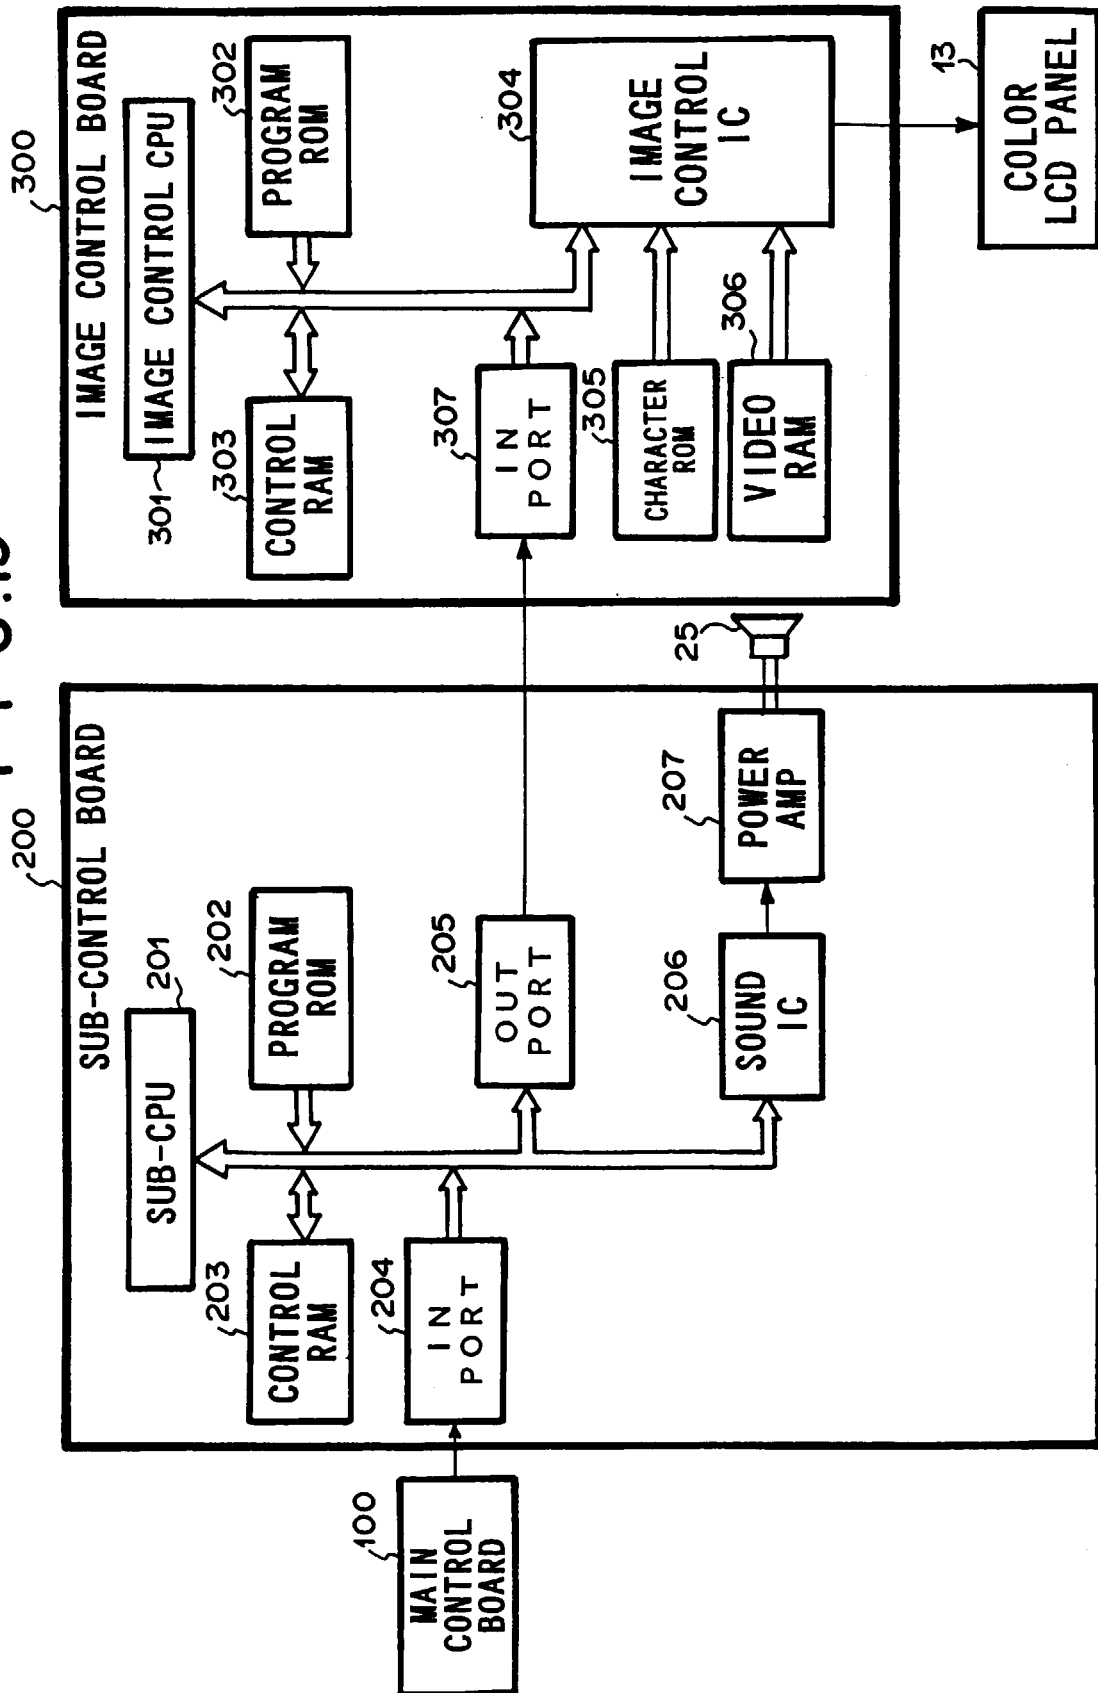 200
SUB-CONTROL BOARD
201
SUB-CPU
202
PROGRAM
ROM
203
CONTROL
RAM
204
IN
PORT
205
OUT
PORT
206
SOUND
IC
207
POWER
AMP
25
100
MAIN
CONTROL
BOARD
300
IMAGE CONTROL BOARD
301
IMAGE CONTROL CPU
302
PROGRAM
ROM
303
CONTROL
RAM
307
IN
PORT
304
IMAGE
CONTROL
IC
305
CHARACTER
ROM
306
VIDEO
RAM
13
COLOR
LCD PANEL